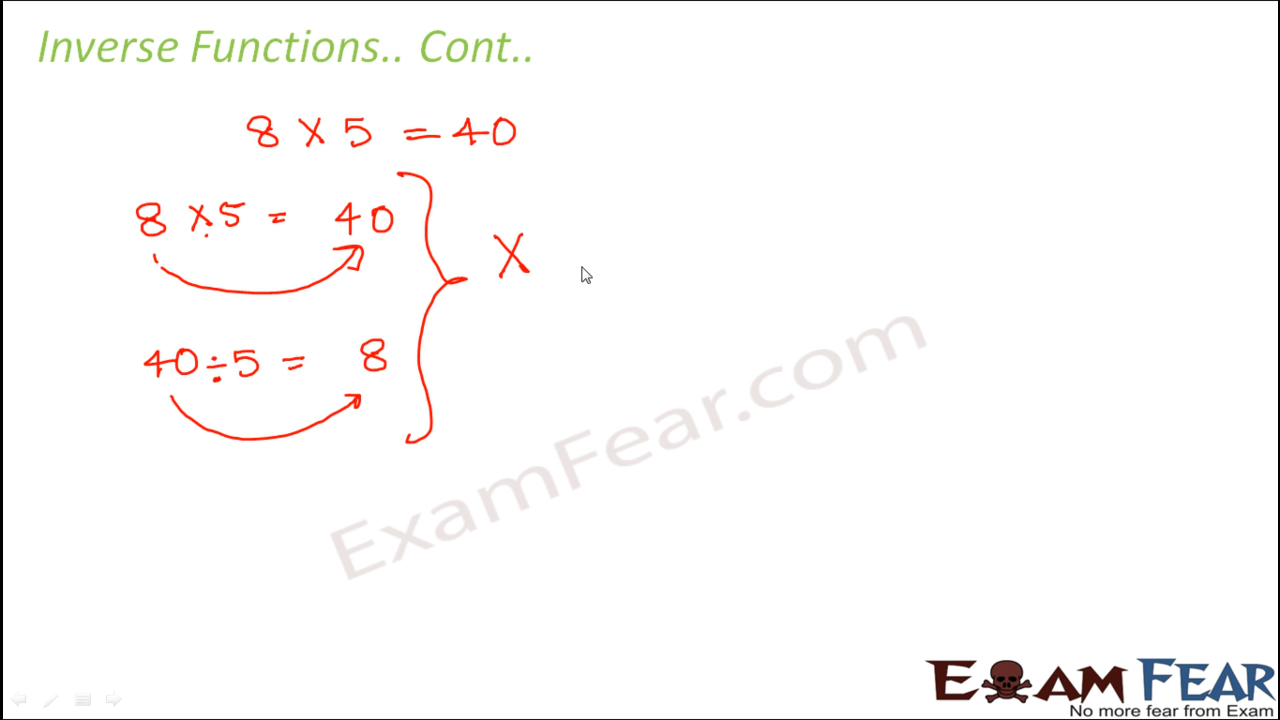 Inverse Functions.. Cont..
8 X 5 = 40
8 X 5 = 40
X
40 ÷ 5 = 8
ExamFear.com
EXAM FEAR
No more fear from Exam